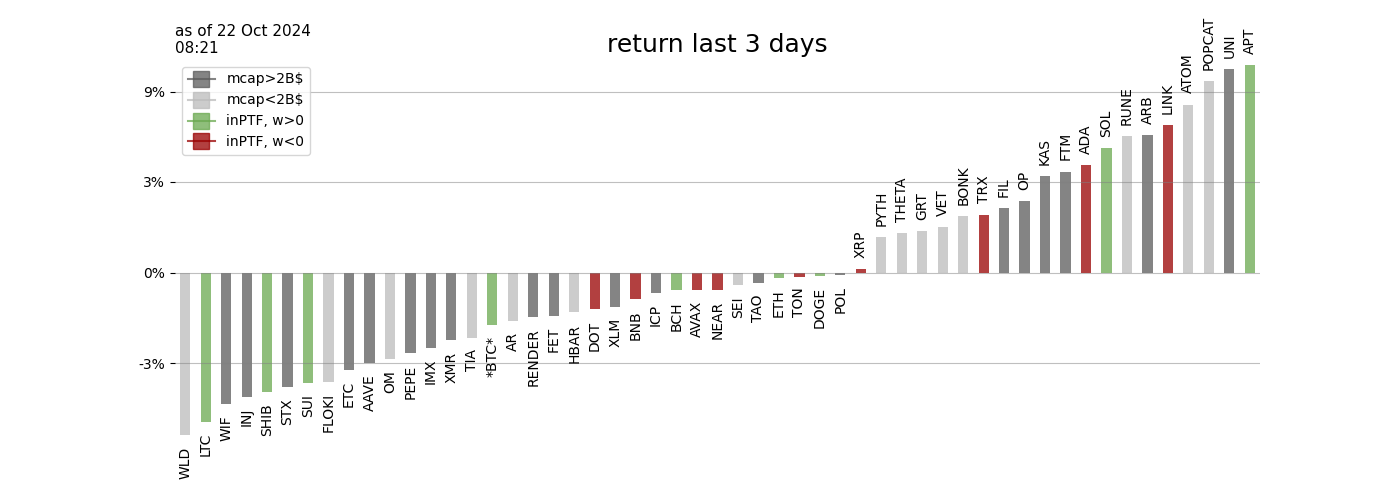 as of 22 Oct 2024
08:21
return last 3 days
mcap>2B$
mcap<2B$
inPTF, w>0
inPTF, w<0
9%
3%
0%
-3%
WLD
LTC
WIF
INJ
SHIB
STX
SUI
FLOKI
ETC
AAVE
OM
PEPE
IMX
XMR
TIA
*BTC*
AR
RENDER
FET
HBAR
DOT
XLM
BNB
ICP
BCH
AVAX
NEAR
SEI
TAO
ETH
TON
DOGE
POL
XRP
PYTH
THETA
GRT
VET
BONK
TRX
FIL
OP
KAS
FTM
ADA
SOL
RUNE
ARB
LINK
ATOM
POPCAT
UNI
APT